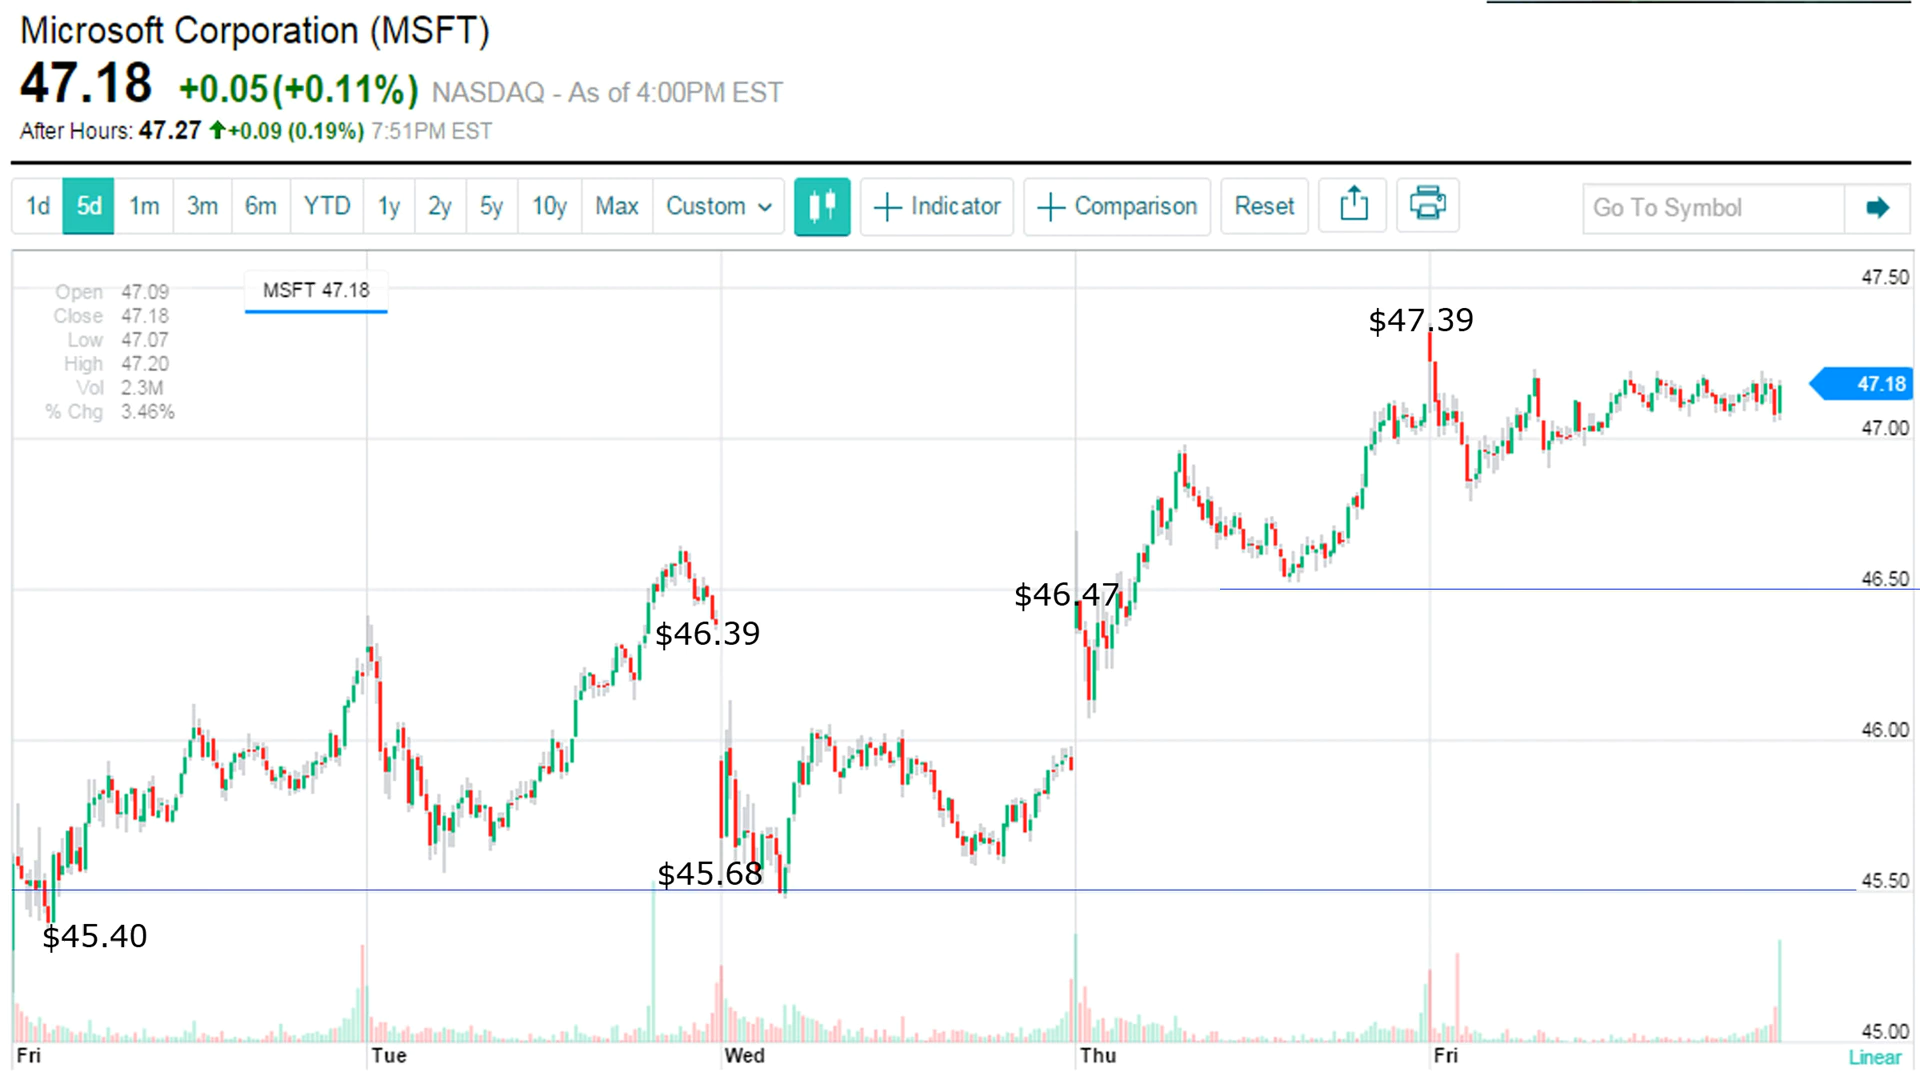 Microsoft Corporation (MSFT)
47.18 +0.05(+0.11%) NASDAQ - As of 4:00PM EST
After Hours: 47.27 +0.09 (0.19%) 7:51PM EST
1d 5d 1m 3m 6m YTD 1y 2y 5y 10y Max Custom Indicator Comparison Reset Go To Symbol
Open 47.09
Close 47.18
Low 47.07
High 47.20
Vol 2.3M
% Chg 3.46%
MSFT 47.18
47.50
$47.39
47.18
47.00
46.50
$46.47
$46.39
46.00
$45.68
45.50
$45.40
45.00
Fri Tue Wed Thu Fri
Linear